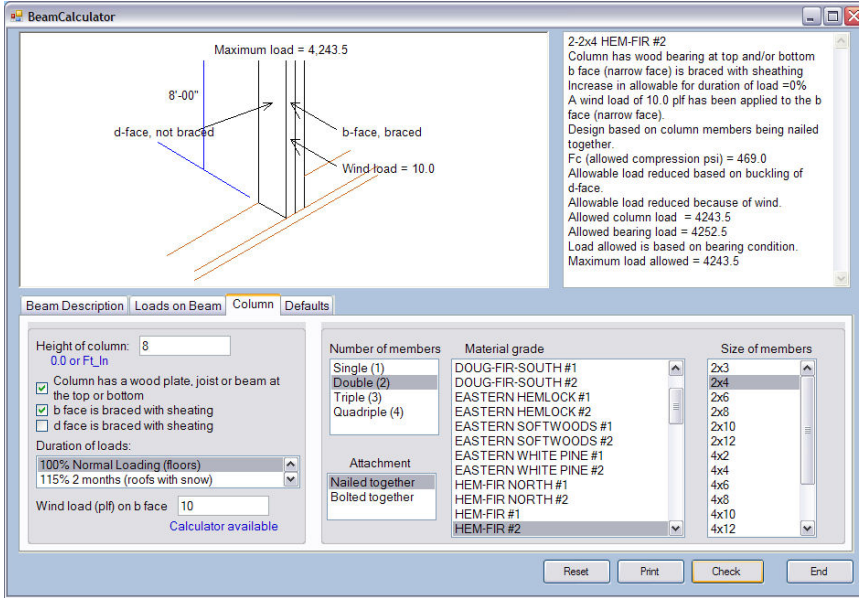 BeamCalculator
Maximum load = 4,243.5
8'-00"
d-face, not braced
b-face, braced
Wind load = 10.0
2-2x4 HEM-FIR #2
Column has wood bearing at top and/or bottom
b face (narrow face) is braced with sheathing
Increase in allowable for duration of load =0%
A wind load of 10.0 plf has been applied to the b
face (narrow face).
Design based on column members being nailed
together.
Fc (allowed compression psi) = 469.0
Allowable load reduced based on buckling of
d-face.
Allowable load reduced because of wind.
Allowed column load = 4243.5
Allowed bearing load = 4252.5
Load allowed is based on bearing condition.
Maximum load allowed = 4243.5
Beam Description
Loads on Beam
Column
Defaults
Height of column: 8
0.0 or Ft_In
Column has a wood plate, joist or beam at
the top or bottom
b face is braced with sheating
d face is braced with sheating
Duration of loads:
100% Normal Loading (floors)
115% 2 months (roofs with snow)
Wind load (plf) on b face 10
Calculator available
Number of members
Single (1)
Double (2)
Triple (3)
Quadriple (4)
Attachment
Nailed together
Bolted together
Material grade
DOUG-FIR-SOUTH #1
DOUG-FIR-SOUTH #2
EASTERN HEMLOCK #1
EASTERN HEMLOCK #2
EASTERN SOFTWOODS #1
EASTERN SOFTWOODS #2
EASTERN WHITE PINE #1
EASTERN WHITE PINE #2
HEM-FIR NORTH #1
HEM-FIR NORTH #2
HEM-FIR #1
HEM-FIR #2
Size of members
2x3
2x4
2x6
2x8
2x10
2x12
4x2
4x4
4x6
4x8
4x10
4x12
Reset
Print
Check
End